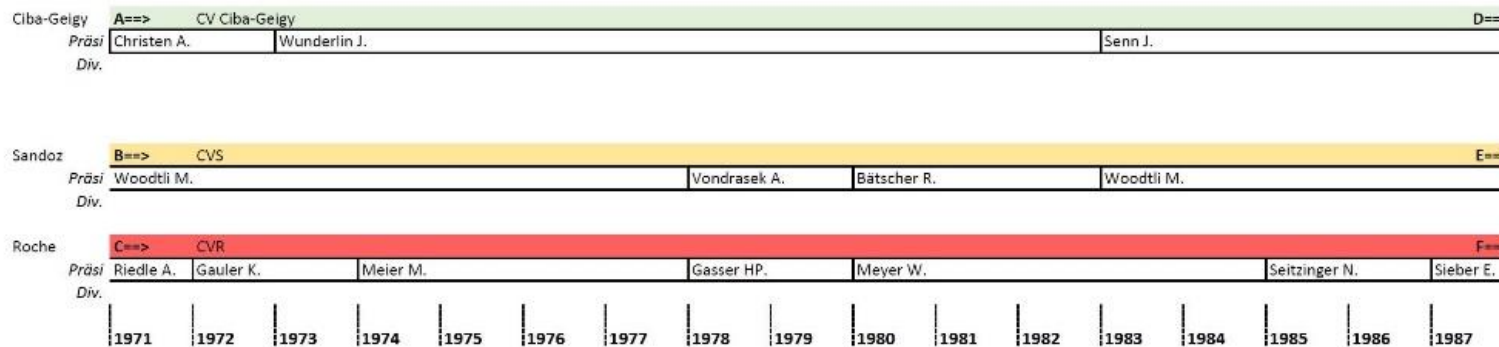 Ciba-Geigy A==> CV Ciba-Geigy D==
Präsi Christen A. Wunderlin J. Senn J.
Div.
Sandoz B==> CVS E==
Präsi Woodtli M. Vondrasek A. Bätscher R. Woodtli M.
Div.
Roche C==> CVR F==
Präsi Riedle A. Gauler K. Meier M. Gasser HP. Meyer W. Seitzinger N. Sieber E.
Div.
1971 1972 1973 1974 1975 1976 1977 1978 1979 1980 1981 1982 1983 1984 1985 1986 1987